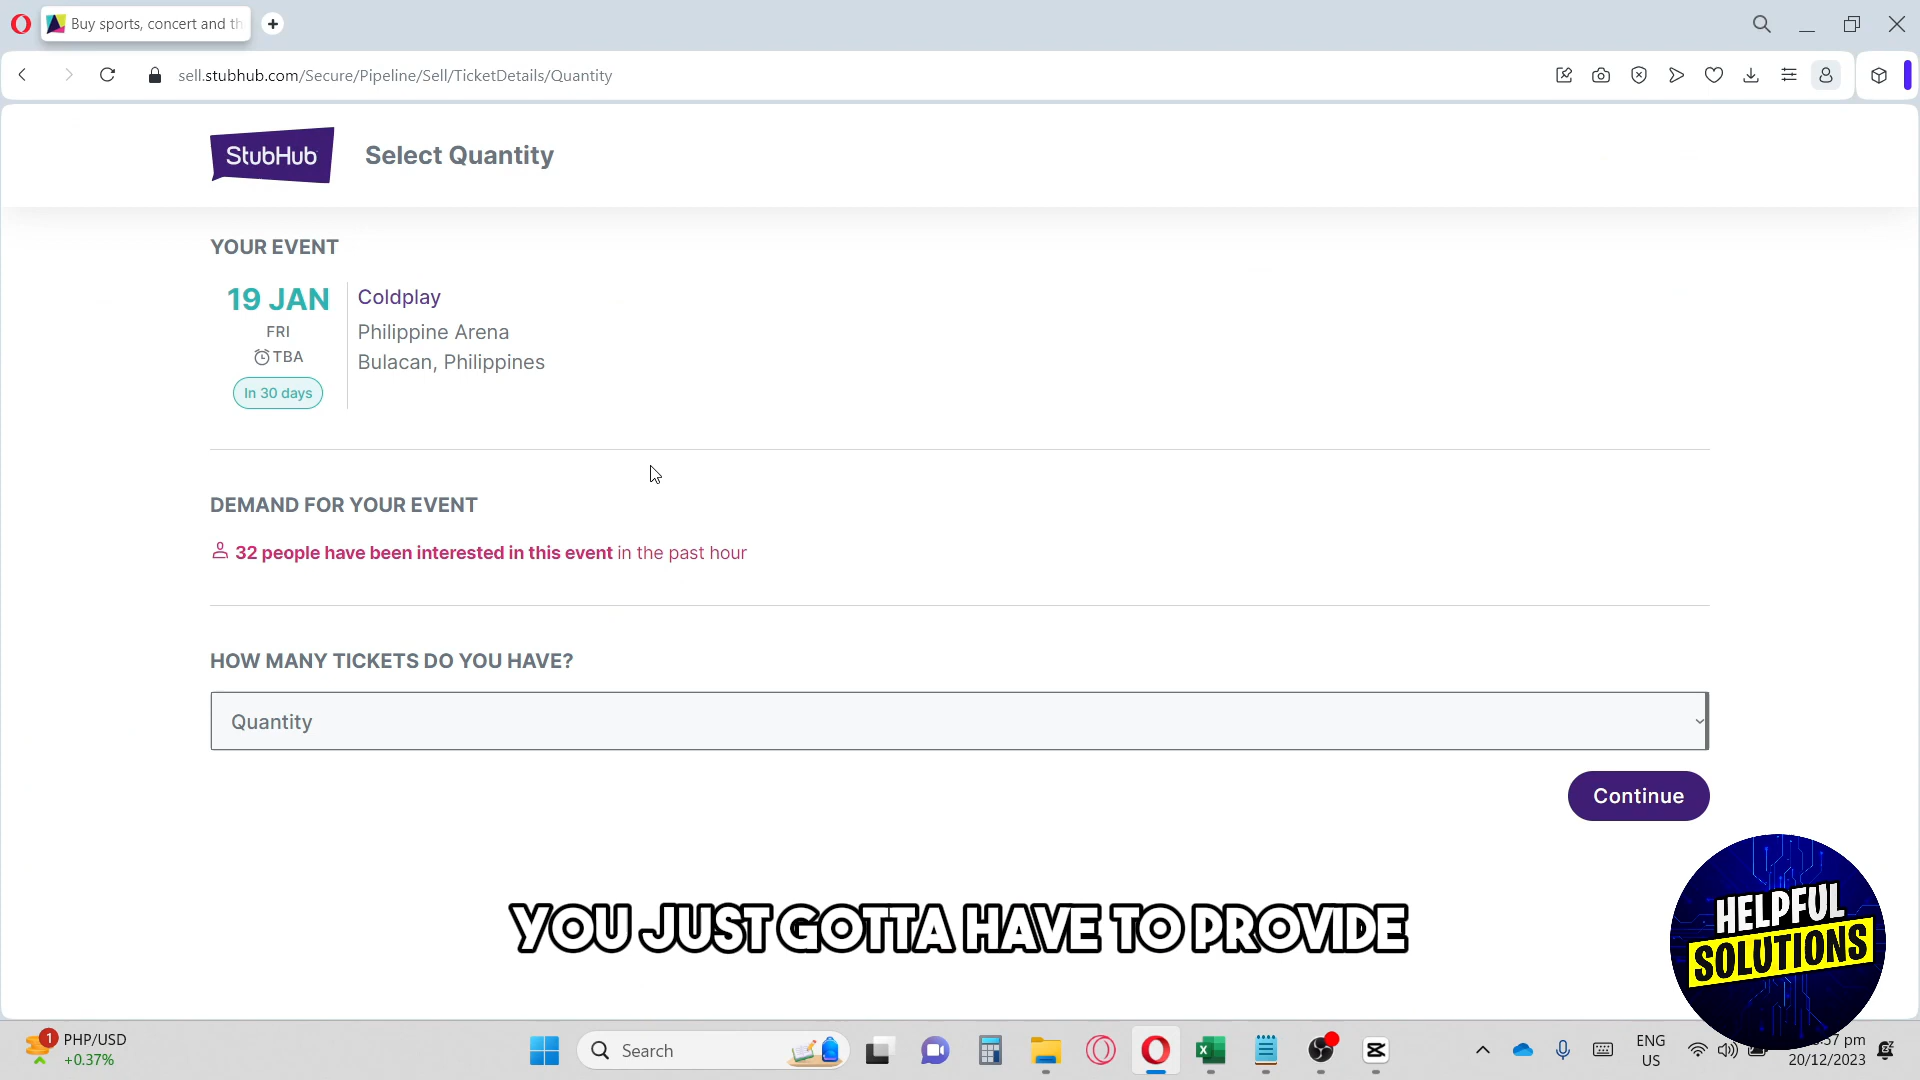 Buy sports, concert and th
sell.stubhub.com/Secure/Pipeline/Sell/TicketDetails/Quantity
StubHub
Select Quantity
YOUR EVENT
19 JAN
FRI
TBA
In 30 days
Coldplay
Philippine Arena
Bulacan, Philippines
DEMAND FOR YOUR EVENT
32 people have been interested in this event in the past hour
HOW MANY TICKETS DO YOU HAVE?
Quantity
Continue
YOU JUST GOTTA HAVE TO PROVIDE
HELPFUL
SOLUTIONS
1
PHP/USD
+0.37%
Search
ENG
US
37 pm
20/12/2023